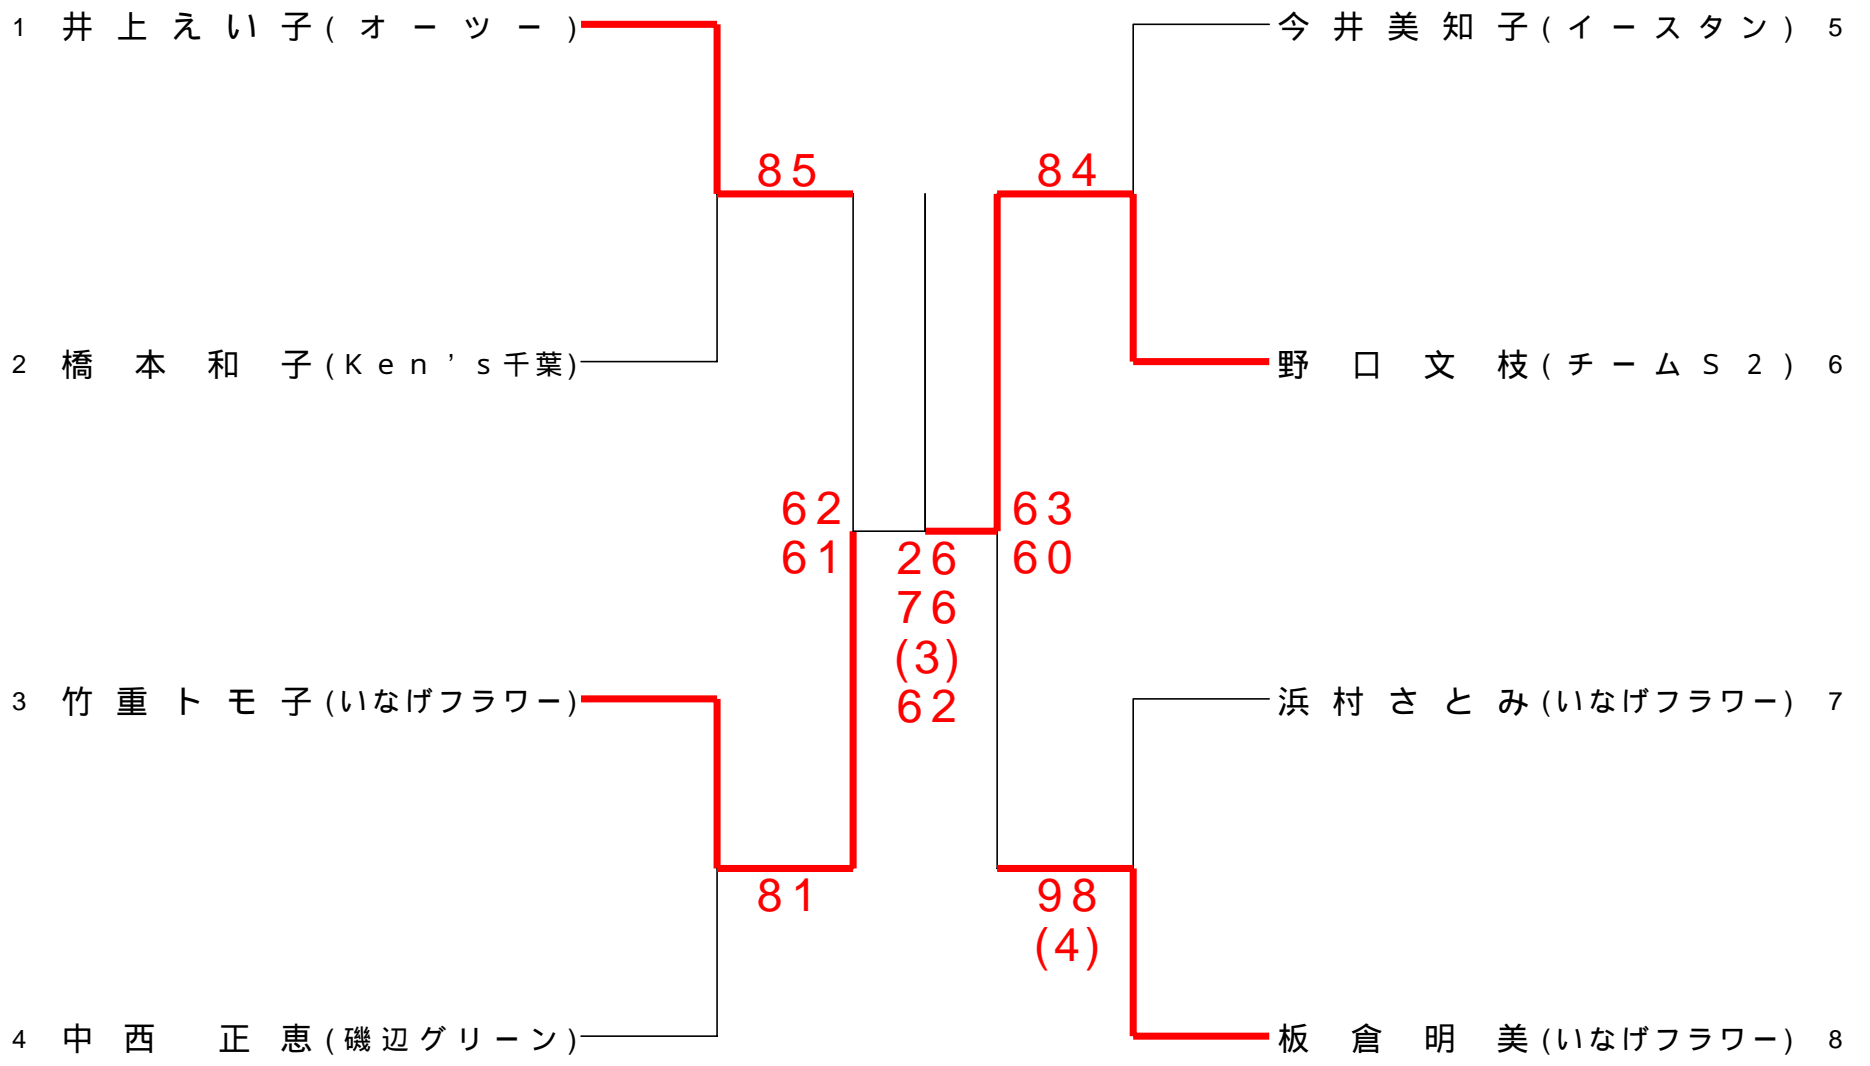 1 井上えい子(オーツー)
今井美知子(イースタン) 5
85
84
2 橋本和子(Ken's千葉)
野口文枝(チームS2) 6
62
61
63
60
26
76
(3)
62
3 竹重トモ子(いなげフラワー)
浜村さとみ(いなげフラワー) 7
81
98
(4)
4 中西正恵(磯辺グリーン)
板倉明美(いなげフラワー) 8